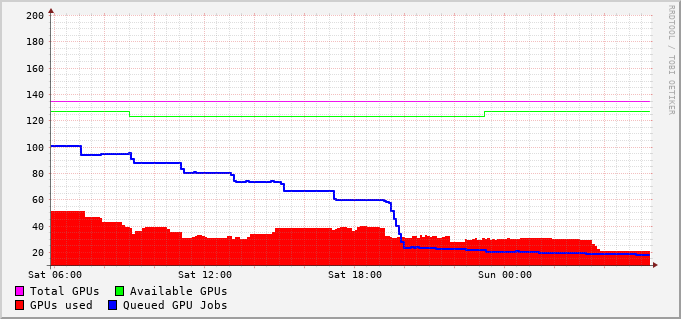 200
180
160
140
120
100
80
60
40
20
Sat 06:00 Sat 12:00 Sat 18:00 Sun 00:00
Total GPUs Available GPUs
GPUs used Queued GPU Jobs
RRDTOOL / TOBI OETIKER